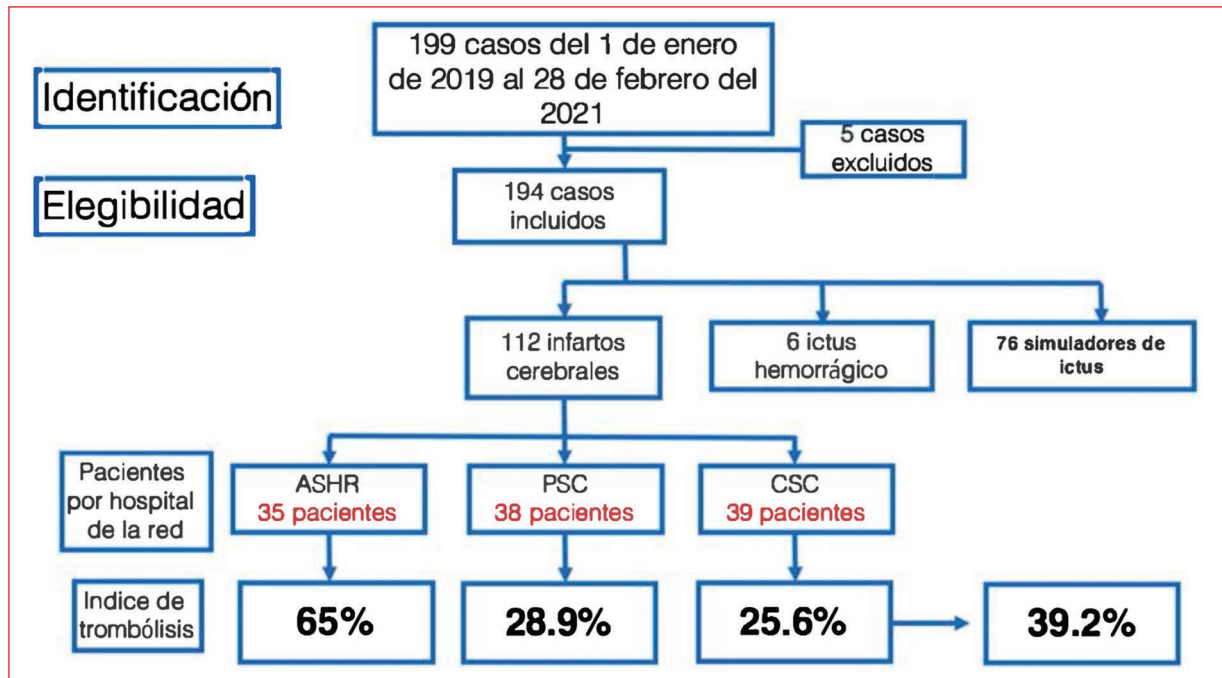 199 casos del 1 de enero
de 2019 al 28 de febrero del
2021
Identificación
5 casos
excluidos
Elegibilidad
194 casos
incluidos
112 infartos
cerebrales
6 ictus
hemorrágico
76 simuladores de
ictus
Pacientes
por hospital
de la red
ASHR
35 pacientes
PSC
38 pacientes
CSC
39 pacientes
Indice de
trombólisis
65%
28.9%
25.6%
39.2%